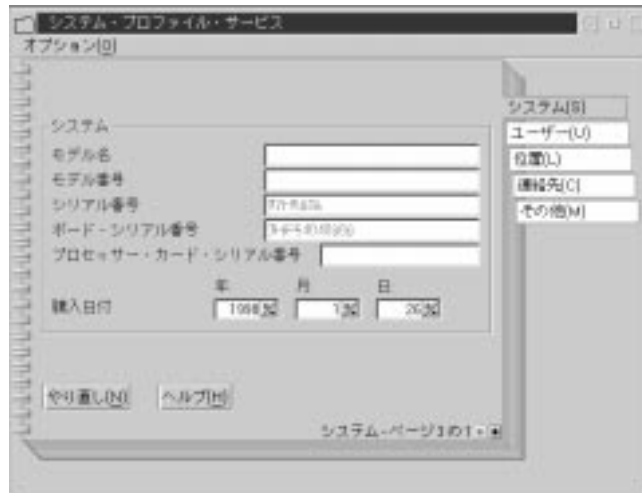 システム・プロファイル・サービス
オプション(O)
システム(S)
ユーザー(U)
位置(L)
連絡先(C)
その他(M)
システム
モデル名
モデル番号
シリアル番号
ボード・シリアル番号
プロセッサー・カード・シリアル番号
年 月 日
購入日付 1998 1 26
やり直し(N) ヘルプ(H)
システム-ページ1の1